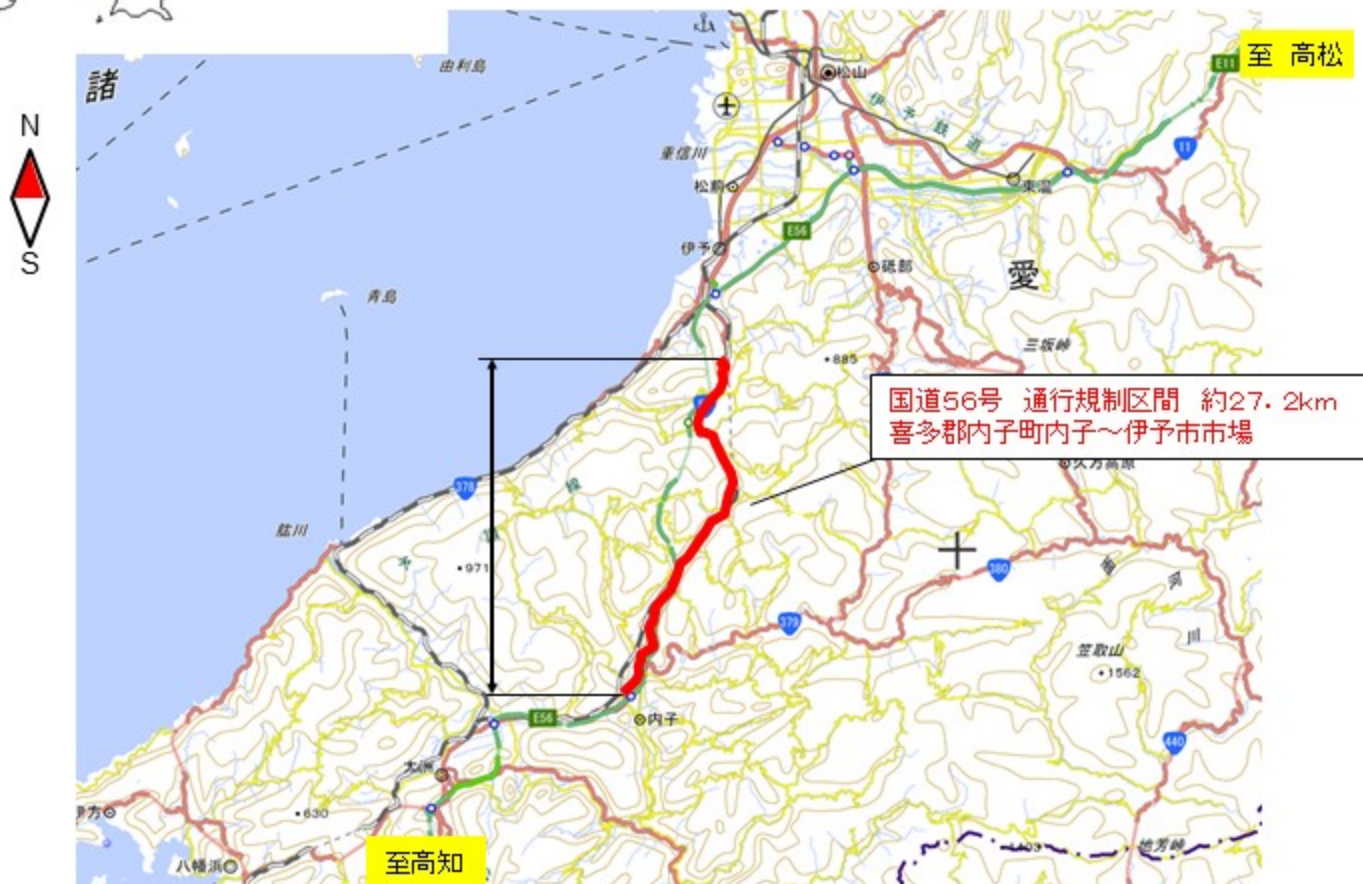 諸
由利島
松山
E11
至 高松
N
伊予鉄道
11
重信川
松前
東温
E56
伊予
砥部
愛
S
青島
三坂峠
885
国道56号 通行規制区間 約27.2km
喜多郡内子町内子～伊予市市場
久万高原
378
線
肱川
予
971
380
379
川
笠取山
1562
E56
内子
440
大洲
630
地芳峠
八幡浜
至高知